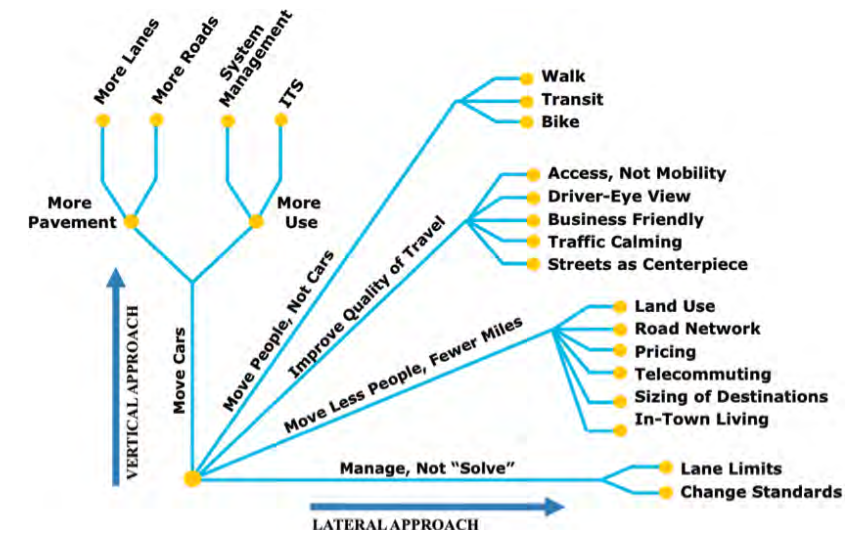 More Lanes
More Roads
System
Management
ITS
More
Pavement
More
Use
Move Cars
VERTICAL APPROACH
Move People, Not Cars
Walk
Transit
Bike
Improve Quality of Travel
Access, Not Mobility
Driver-Eye View
Business Friendly
Traffic Calming
Streets as Centerpiece
Move Less People, Fewer Miles
Land Use
Road Network
Pricing
Telecommuting
Sizing of Destinations
In-Town Living
Manage, Not “Solve”
Lane Limits
Change Standards
LATERAL APPROACH